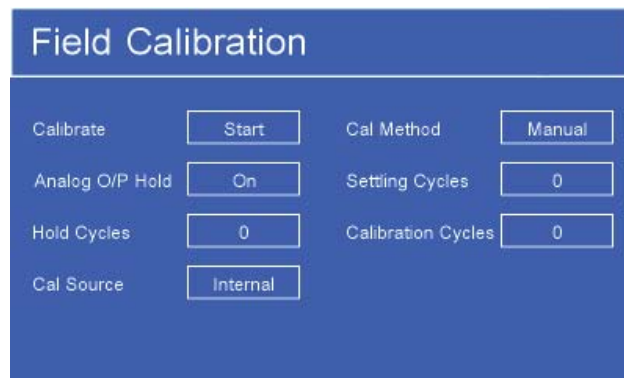 Field Calibration
Calibrate Start Cal Method Manual
Analog O/P Hold On Settling Cycles 0
Hold Cycles 0 Calibration Cycles 0
Cal Source Internal